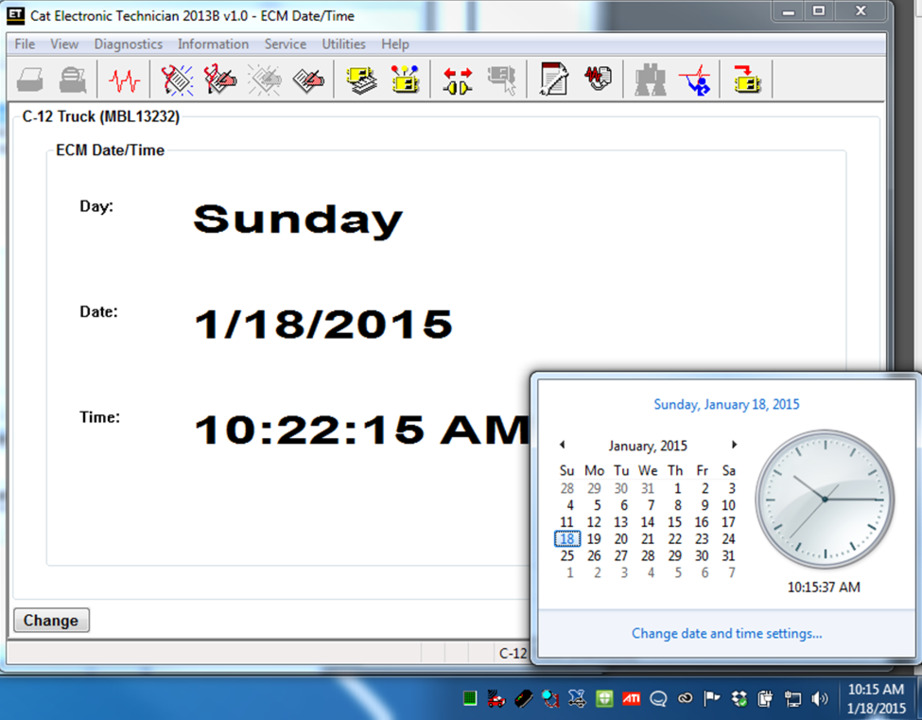 ET Cat Electronic Technician 2013B v1.0 - ECM Date/Time
File View Diagnostics Information Service Utilities Help
C-12 Truck (MBL13232)
ECM Date/Time
Day:
Sunday
Date:
1/18/2015
Time:
10:22:15 AM
Change
C-12
Sunday, January 18, 2015
January, 2015
Su Mo Tu We Th Fr Sa
28 29 30 31 1 2 3
4 5 6 7 8 9 10
11 12 13 14 15 16 17
18 19 20 21 22 23 24
25 26 27 28 29 30 31
1 2 3 4 5 6 7
10:15:37 AM
Change date and time settings...
ATI
10:15 AM
1/18/2015